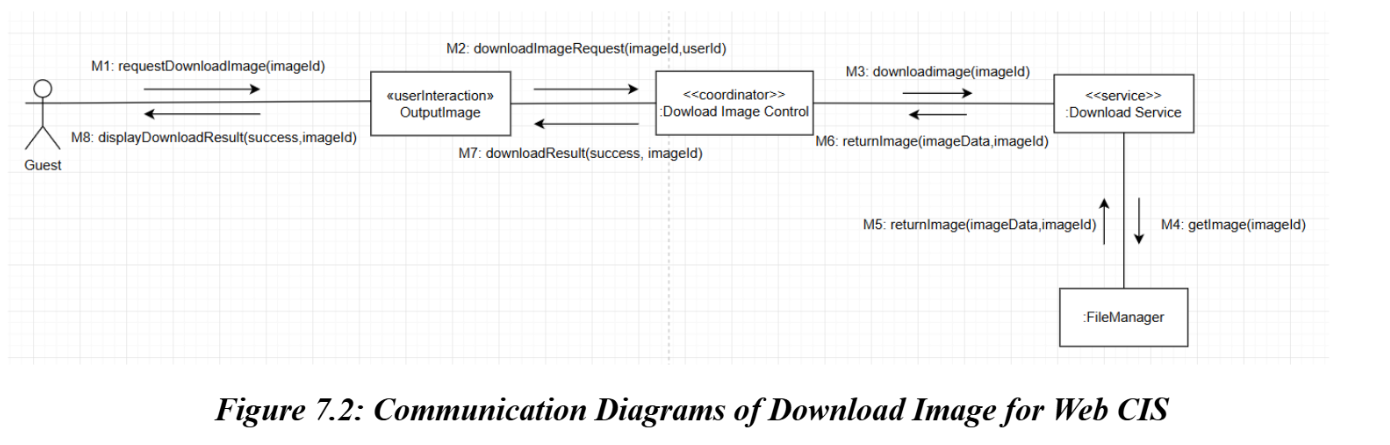 M1: requestDownloadImage(imageId)
M2: downloadImageRequest(imageId,userId)
M3: downloadimage(imageId)
«userInteraction»
OutputImage
<<coordinator>>
:Dowload Image Control
<<service>>
:Download Service
M8: displayDownloadResult(success,imageId)
M7: downloadResult(success, imageId)
M6: returnImage(imageData,imageId)
Guest
M5: returnImage(imageData,imageId)
M4: getImage(imageId)
:FileManager
Figure 7.2: Communication Diagrams of Download Image for Web CIS